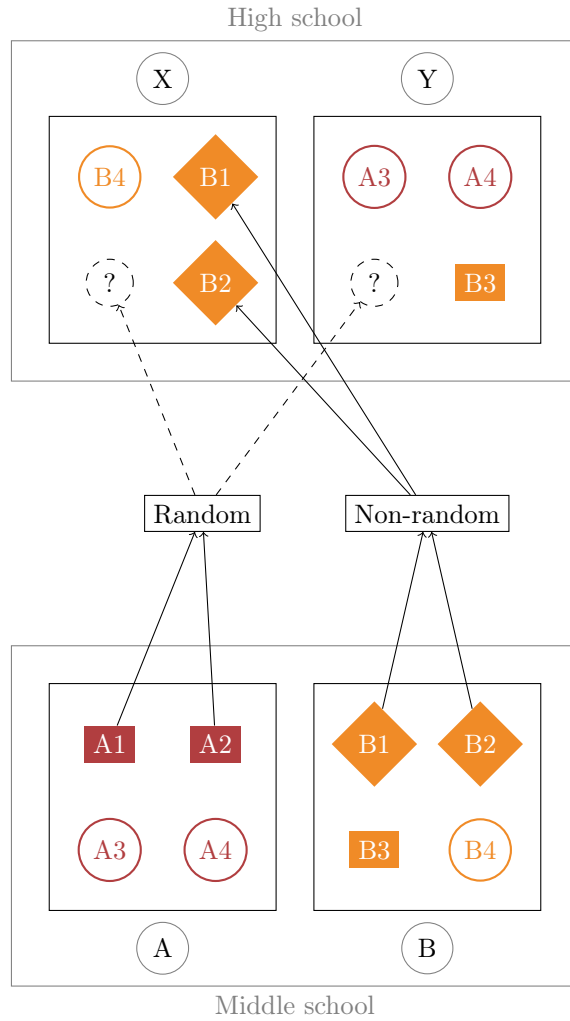 High school
X Y
B4 B1 A3 A4
? B2 ? B3
Random Non-random
A1 A2 B1 B2
A3 A4 B3 B4
A B
Middle school